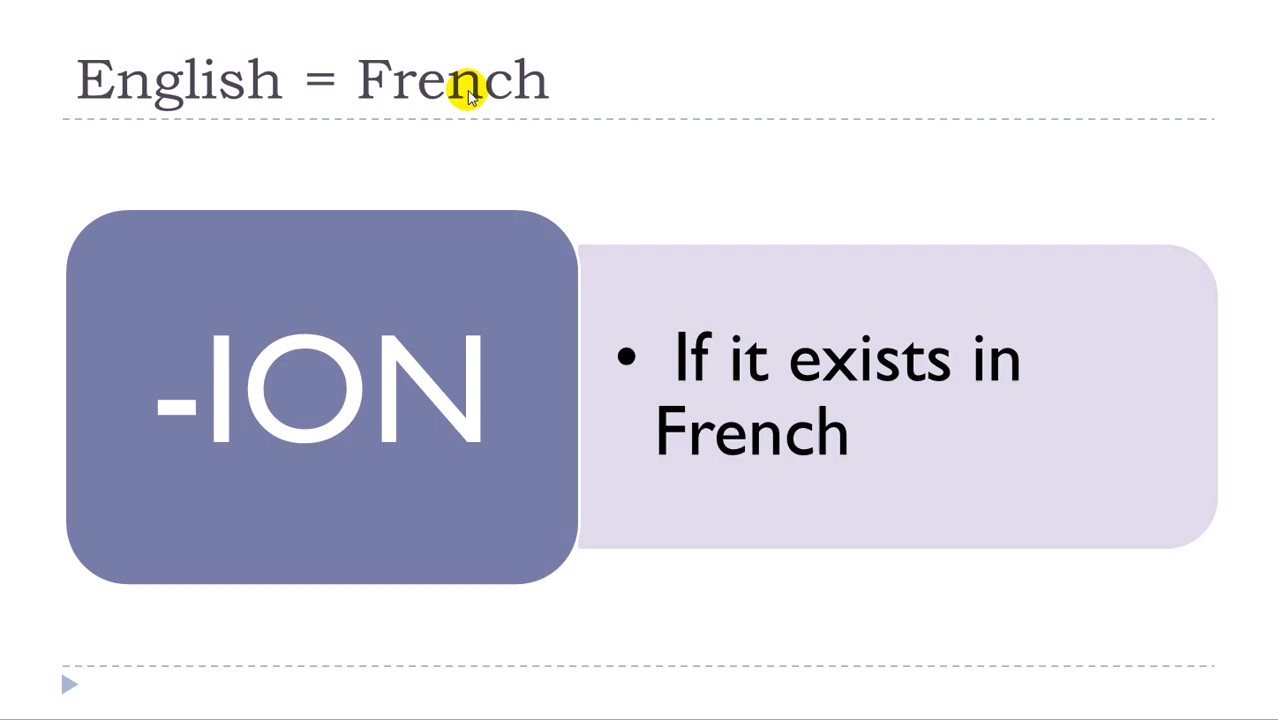 English = French
-ION
• If it exists in
French